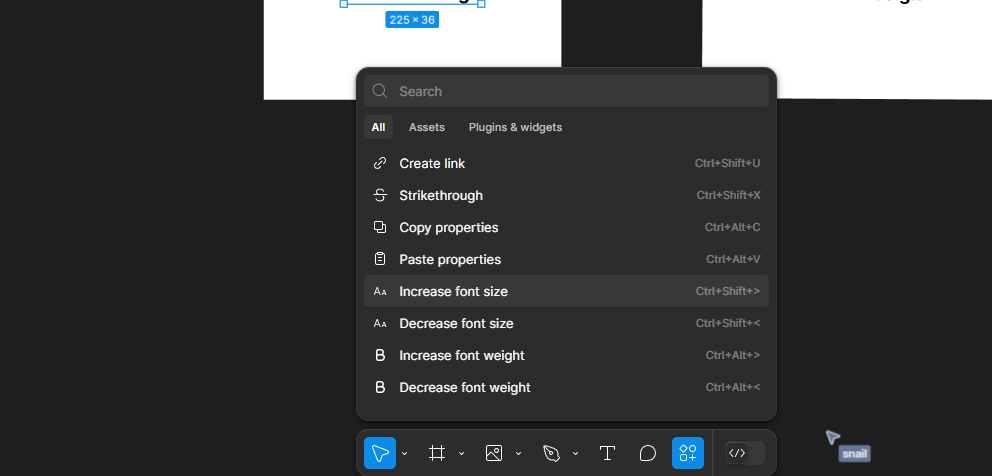 225 × 36
Search
All Assets Plugins & widgets
Create link Ctrl+Shift+U
Strikethrough Ctrl+Shift+X
Copy properties Ctrl+Alt+C
Paste properties Ctrl+Alt+V
Increase font size Ctrl+Shift+>
Decrease font size Ctrl+Shift+<
Increase font weight Ctrl+Alt+>
Decrease font weight Ctrl+Alt+<
snail